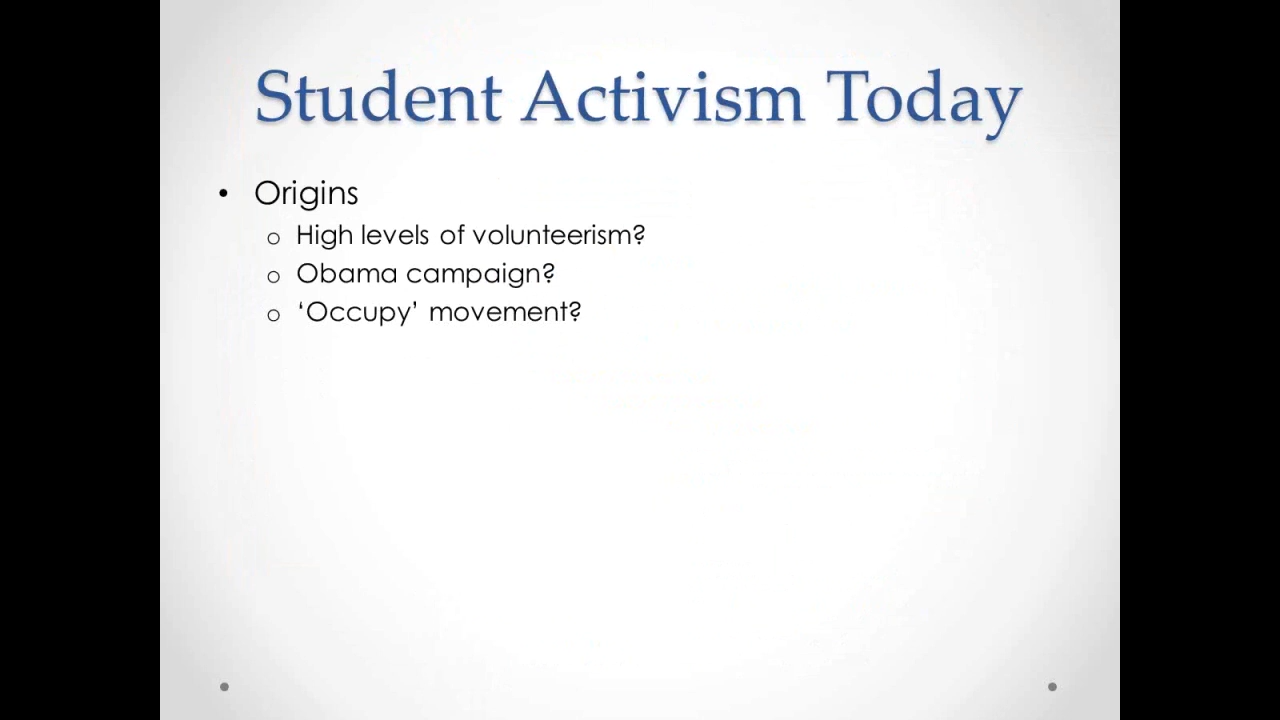 Student Activism Today
• Origins
o High levels of volunteerism?
o Obama campaign?
o ‘Occupy’ movement?